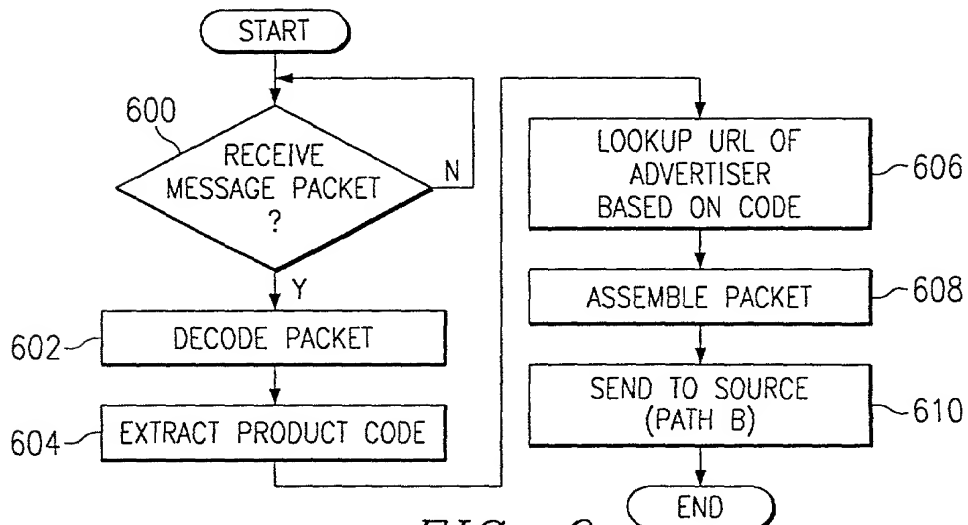 START
600
RECEIVE
MESSAGE PACKET
?
N
Y
602
DECODE PACKET
604
EXTRACT PRODUCT CODE
LOOKUP URL OF
ADVERTISER
BASED ON CODE
606
ASSEMBLE PACKET
608
SEND TO SOURCE
(PATH B)
610
END